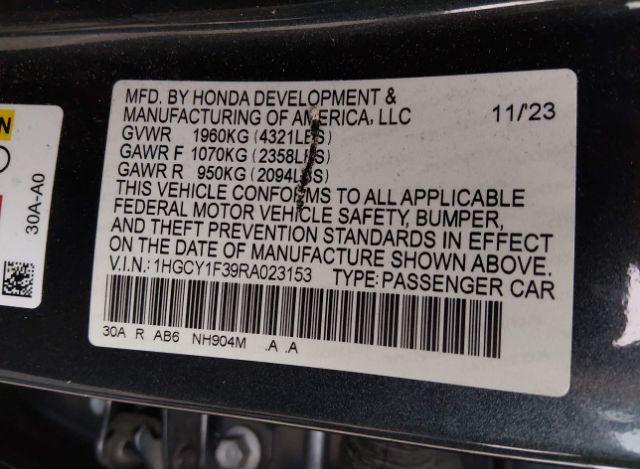 MFD. BY HONDA DEVELOPMENT &
MANUFACTURING OF AMERICA, LLC 11/'23
GVWR 1960KG (4321LBS)
GAWR F 1070KG (2358LBS)
GAWR R 950KG (2094LBS)
THIS VEHICLE CONFORMS TO ALL APPLICABLE
FEDERAL MOTOR VEHICLE SAFETY, BUMPER,
AND THEFT PREVENTION STANDARDS IN EFFECT
ON THE DATE OF MANUFACTURE SHOWN ABOVE.
V.I.N.: 1HGCY1F39RA023153 TYPE:PASSENGER CAR
30A R AB6 NH904M .A .A
30A-A0